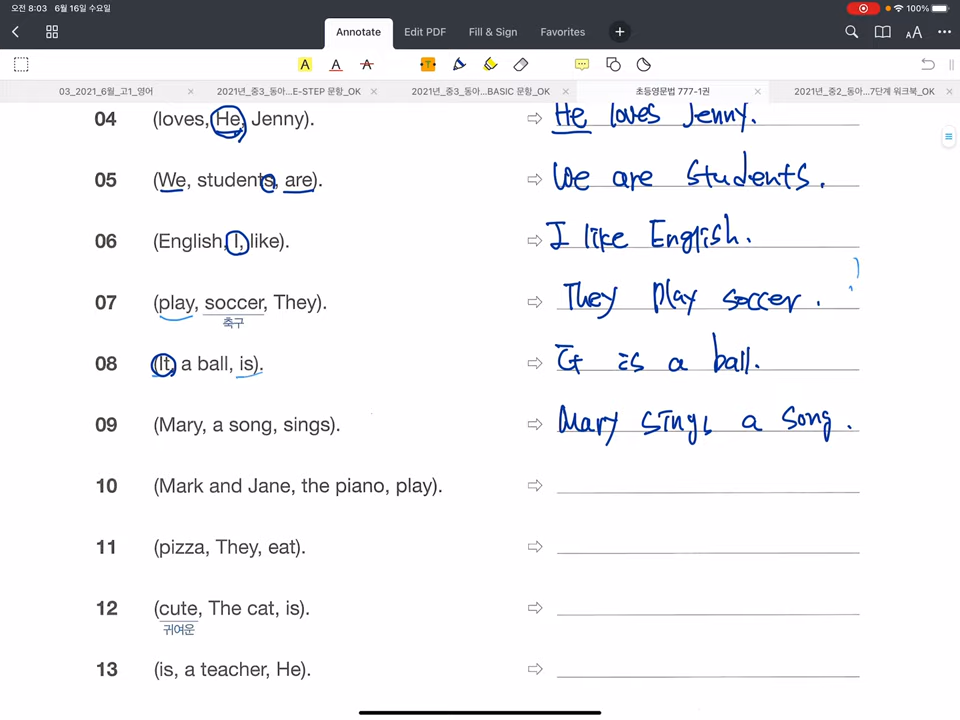 오전 8:03 6월 16일 수요일 100%
Annotate Edit PDF Fill & Sign Favorites
03_2021_6월_고1_영어 2021년_중3_동아...E-STEP 문항_OK 2021년_중3_동아...BASIC 문항_OK 초등영문법 777-1권 2021년_중2_동아...7단계 워크북_OK
04 (loves, He, Jenny). ⇨ He loves Jenny.
05 (We, students, are). ⇨ We are students.
06 (English, I, like). ⇨ I like English.
07 (play, soccer, They). ⇨ They play soccer.
축구
08 (It, a ball, is). ⇨ It is a ball.
09 (Mary, a song, sings). ⇨ Mary sings a song.
10 (Mark and Jane, the piano, play). ⇨
11 (pizza, They, eat). ⇨
12 (cute, The cat, is). ⇨
귀여운
13 (is, a teacher, He). ⇨